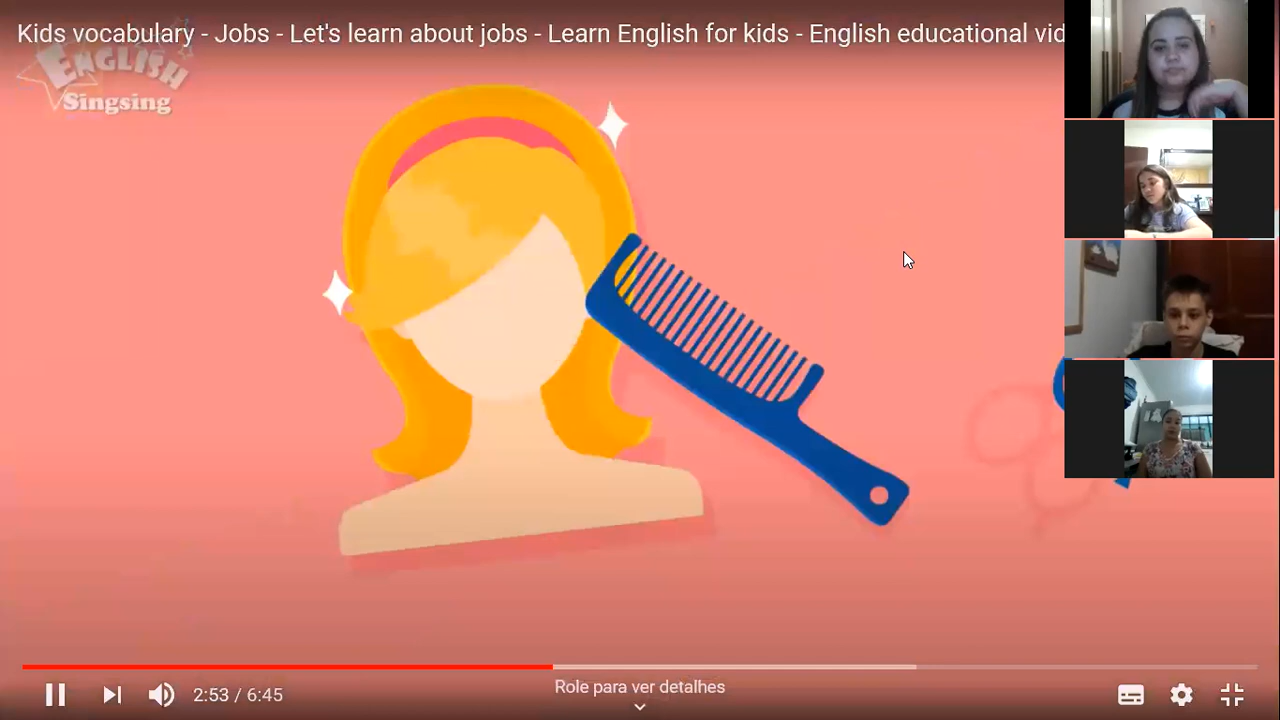 Kids vocabulary - Jobs - Let's learn about jobs - Learn English for kids - English educational vid
ENGLISH
Singsing
2:53 / 6:45
Role para ver detalhes